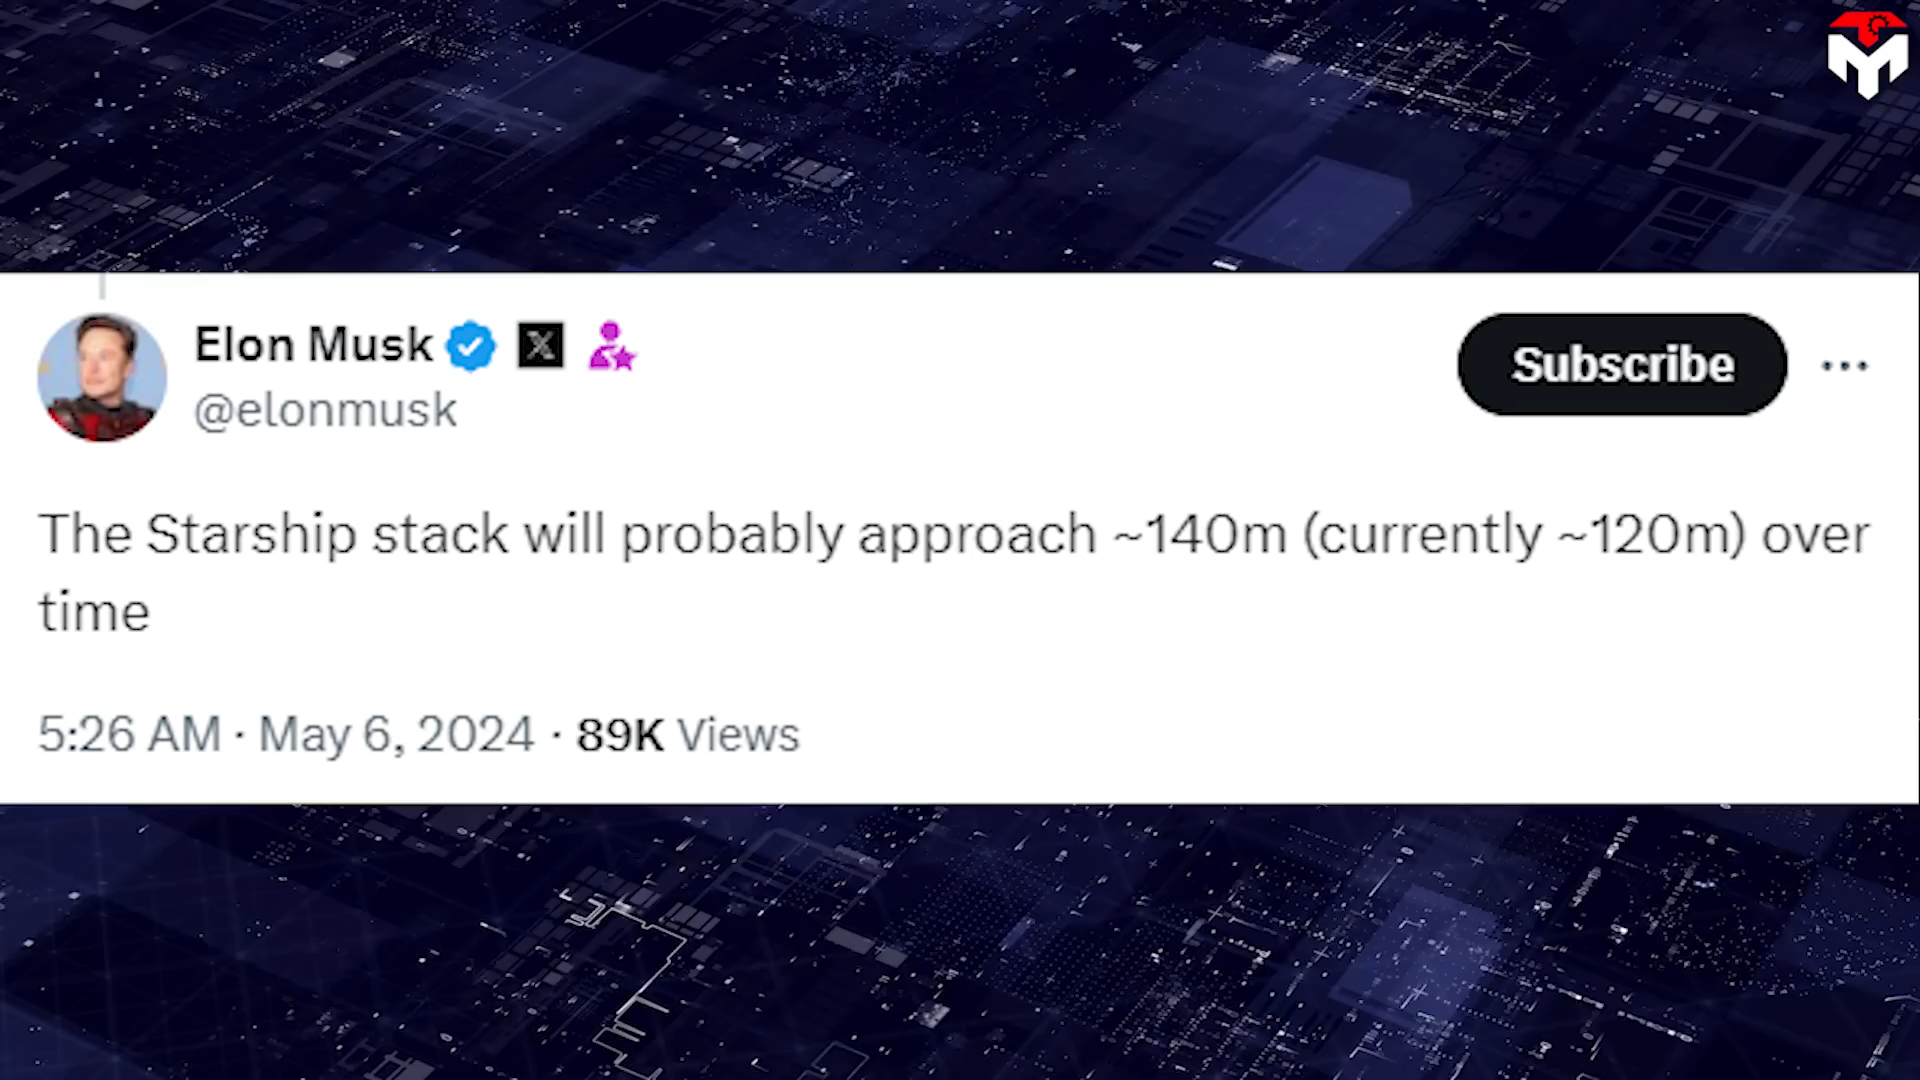 Elon Musk
Subscribe
@elonmusk
The Starship stack will probably approach ~140m (currently ~120m) over
time
5:26 AM · May 6, 2024 · 89K Views